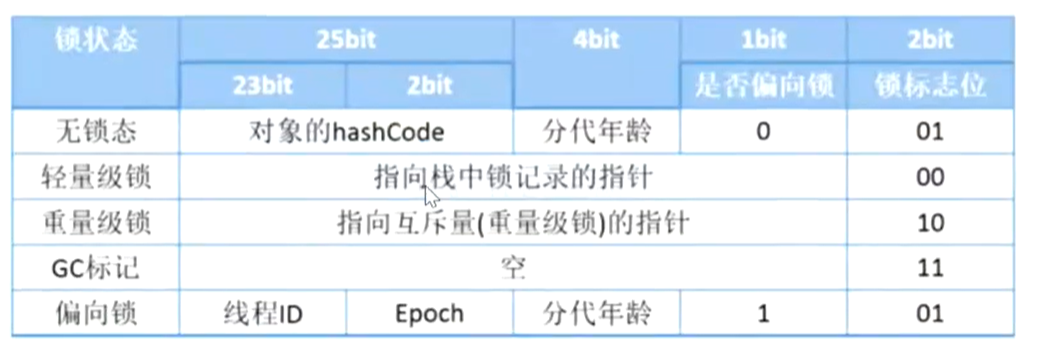 锁状态 25bit 4bit 1bit 2bit
23bit 2bit 是否偏向锁 锁标志位
无锁态 对象的hashCode 分代年龄 0 01
轻量级锁 指向栈中锁记录的指针 00
重量级锁 指向互斥量(重量级锁)的指针 10
GC标记 空 11
偏向锁 线程ID Epoch 分代年龄 1 01